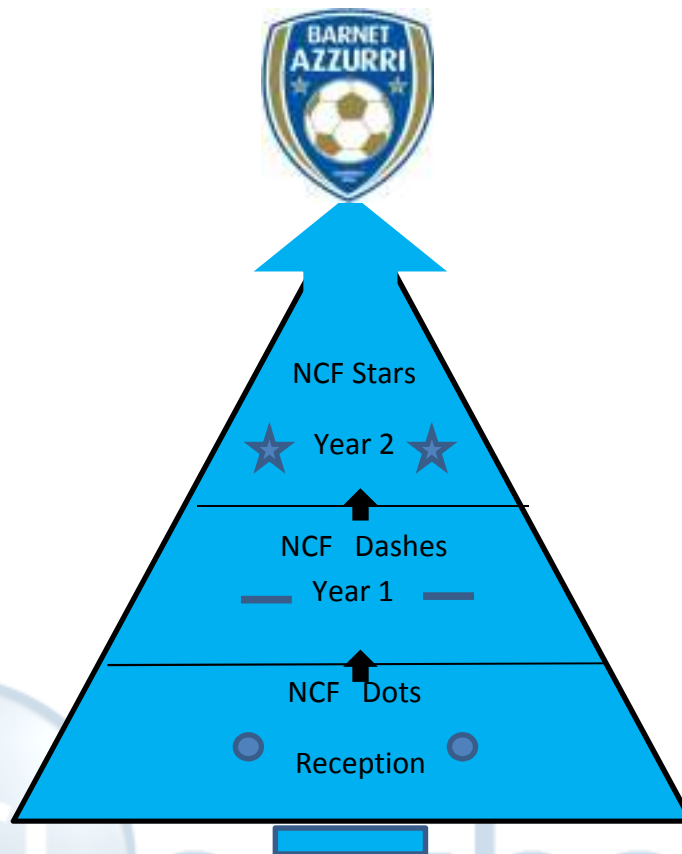 BARNET
AZZURRI
NCF Stars
Year 2
NCF Dashes
Year 1
NCF Dots
Reception